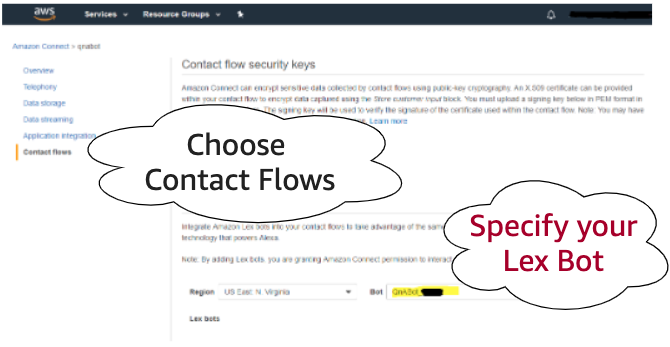 aws
Services
Resource Groups
Amazon Connect > qnabot
Overview
Telephony
Data storage
Data streaming
Application integration
Contact flows
Contact flow security keys
Amazon Connect can encrypt sensitive data collected by contact flows using public-key cryptography. An X.509 certificate can be provided
within your contact flow to encrypt data captured using the Store customer input block. You must upload a signing key below in PEM format in
The signing key will be used to verify the signature of the certificate used within the contact flow. Note: You may have
Learn more
Choose
Contact Flows
Integrate Amazon Lex bots into your contact flows to take advantage of the same
technology that powers Alexa.
Note: By adding Lex bots, you are granting Amazon Connect permission to interact
Specify your
Lex Bot
Region US East: N. Virginia Bot QnABot_
Lex bots